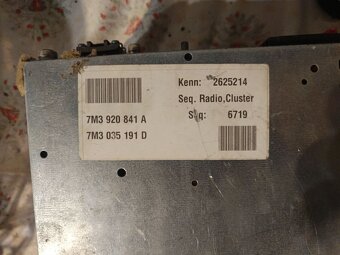 Kenn: 2625214
Seq. Radio,Cluster
7M3 920 841 A
S q: 6719
7M3 035 191 D